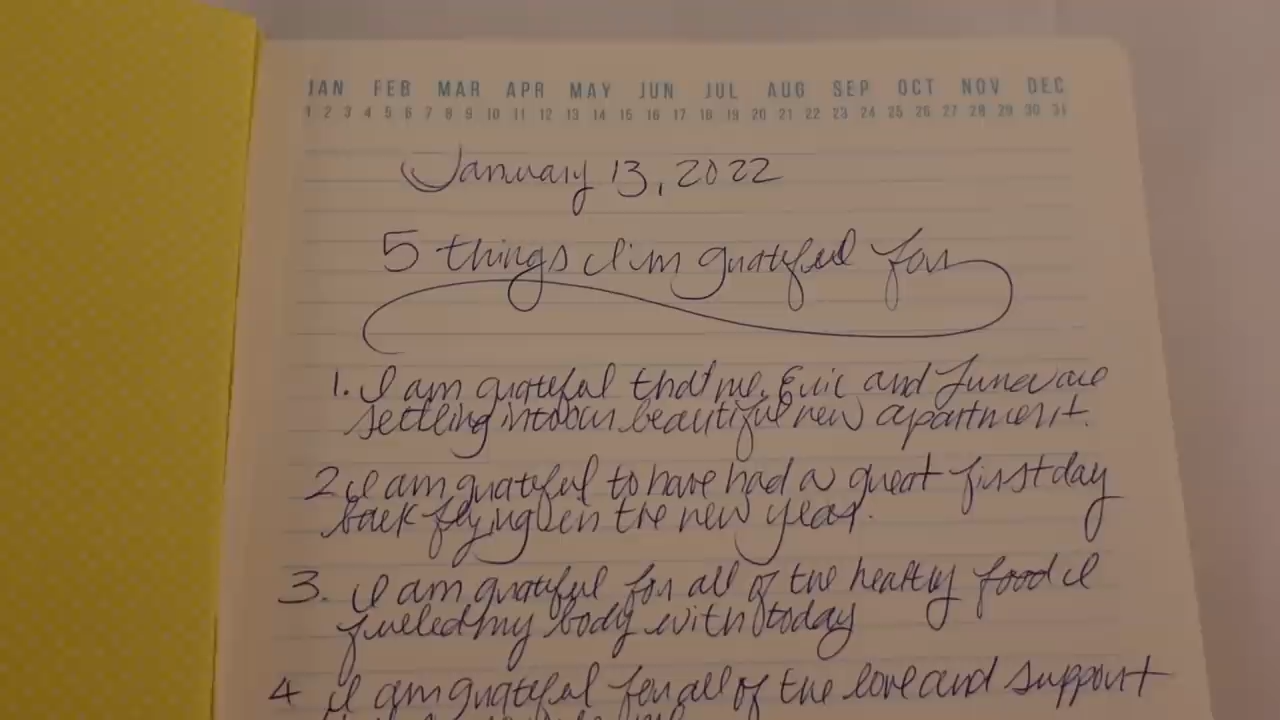 JAN FEB MAR APR MAY JUN JUL AUG SEP OCT NOV DEC
1 2 3 4 5 6 7 8 9 10 11 12 13 14 15 16 17 18 19 20 21 22 23 24 25 26 27 28 29 30 31
January 13, 2022
5 things I'm grateful for
1. I am grateful that me, Eric and Luna are
settling into our beautiful new apartment.
2 I am grateful to have had a great first day
back flying in the new year.
3. I am grateful for all of the healthy food I
fueled my body with today
4 I am grateful for all of the love and support